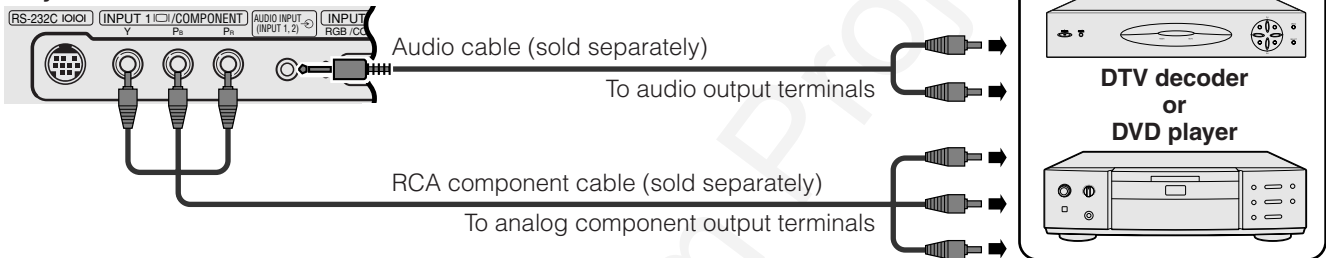 RS-232C IOIOI
INPUT 1 /COMPONENT
Y PB PR
AUDIO INPUT
(INPUT 1, 2)
INPUT
RGB /CO
Audio cable (sold separately)
To audio output terminals
DTV decoder
or
DVD player
RCA component cable (sold separately)
To analog component output terminals